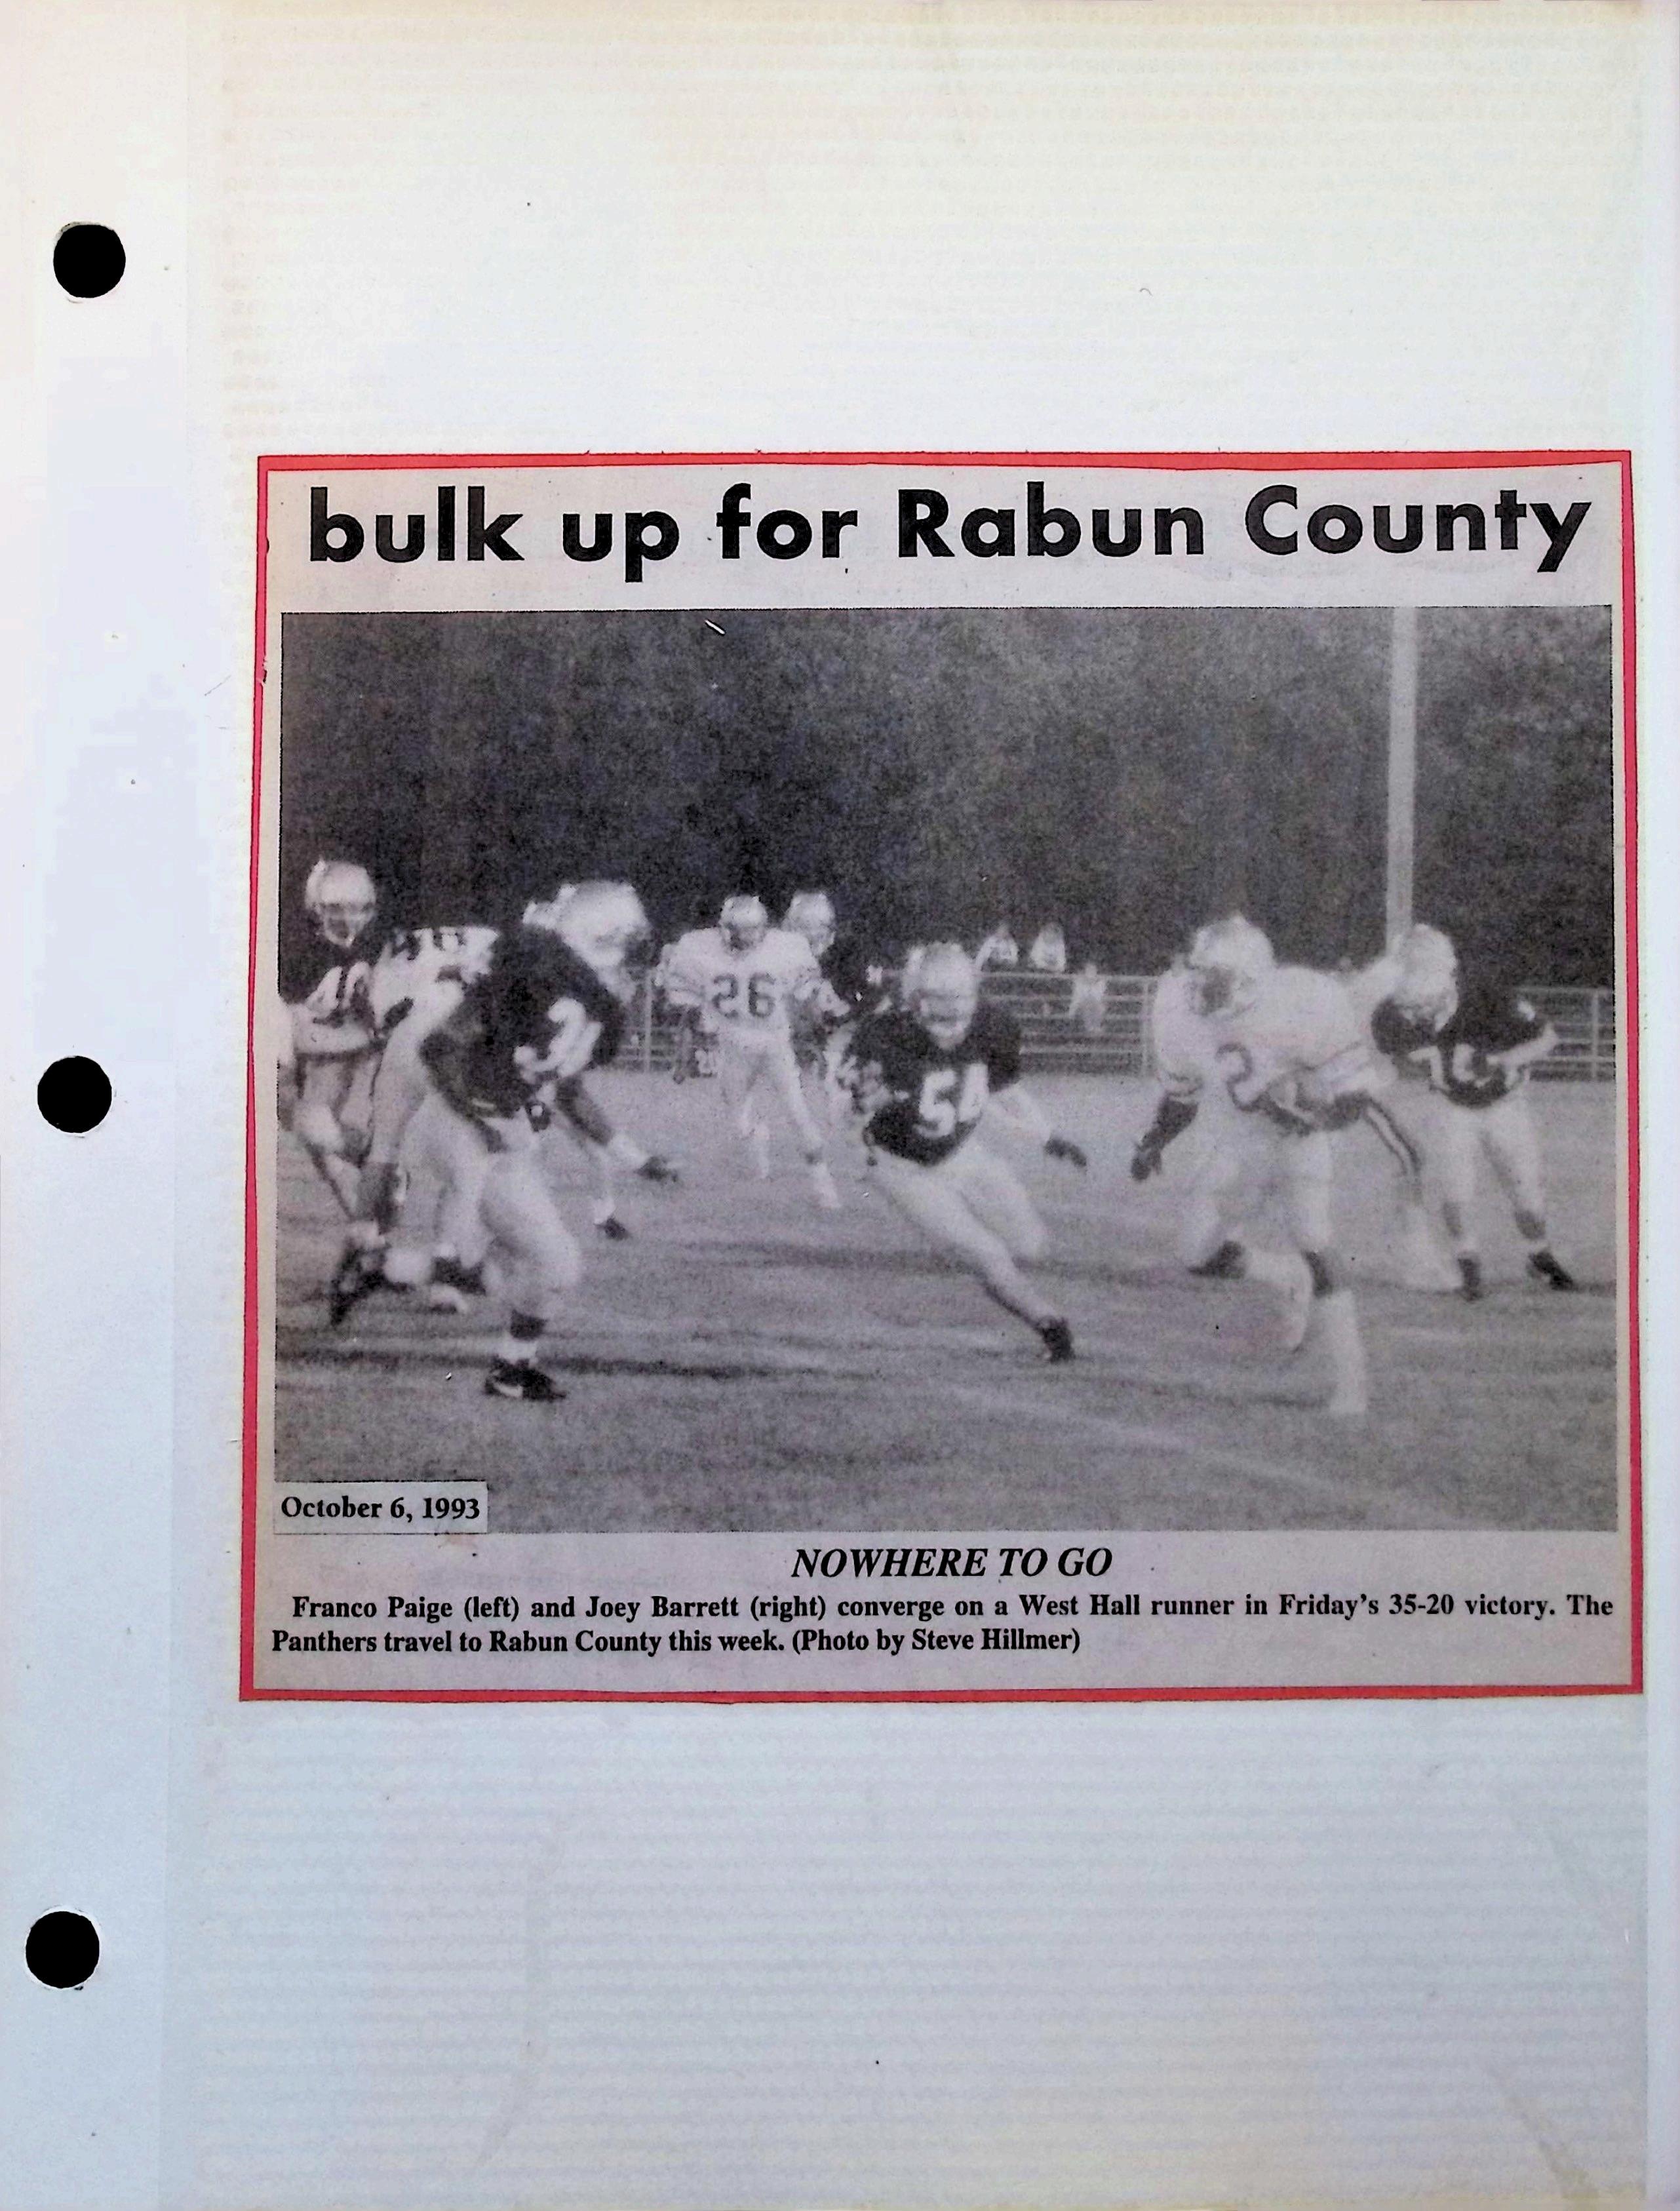 bulk up for Rabun County
26
54
2
October 6, 1993
NOWHERE TO GO
Franco Paige (left) and Joey Barrett (right) converge on a West Hall runner in Friday's 35-20 victory. The
Panthers travel to Rabun County this week. (Photo by Steve Hillmer)